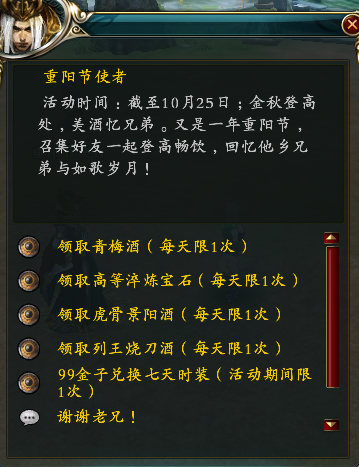 重阳节使者
活动时间：截至10月25日；金秋登高
处，美酒忆兄弟。又是一年重阳节，
召集好友一起登高畅饮，回忆他乡兄
弟与如歌岁月！
领取青梅酒（每天限1次）
领取高等淬炼宝石（每天限1次）
领取虎骨景阳酒（每天限1次）
领取列王烧刀酒（每天限1次）
99金子兑换七天时装（活动期间限
1次）
谢谢老兄！